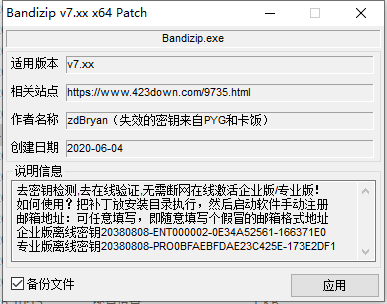 Bandizip v7.xx x64 Patch
Bandizip.exe
适用版本 v7.xx
相关站点 https://www.423down.com/9735.html
作者名称 zdBryan（失效的密钥来自PYG和卡饭）
创建日期 2020-06-04
说明信息
去密钥检测,去在线验证,无需断网在线激活企业版/专业版!
如何使用? 把补丁放安装目录执行，然后启动软件手动注册
邮箱地址: 可任意填写，即随意填写个假冒的邮箱格式地址
企业版离线密钥20380808-ENT000002-0E34A52561-166371E0
专业版离线密钥20380808-PRO0BFAEBFDAE23C425E-173E2DF1
备份文件 应用